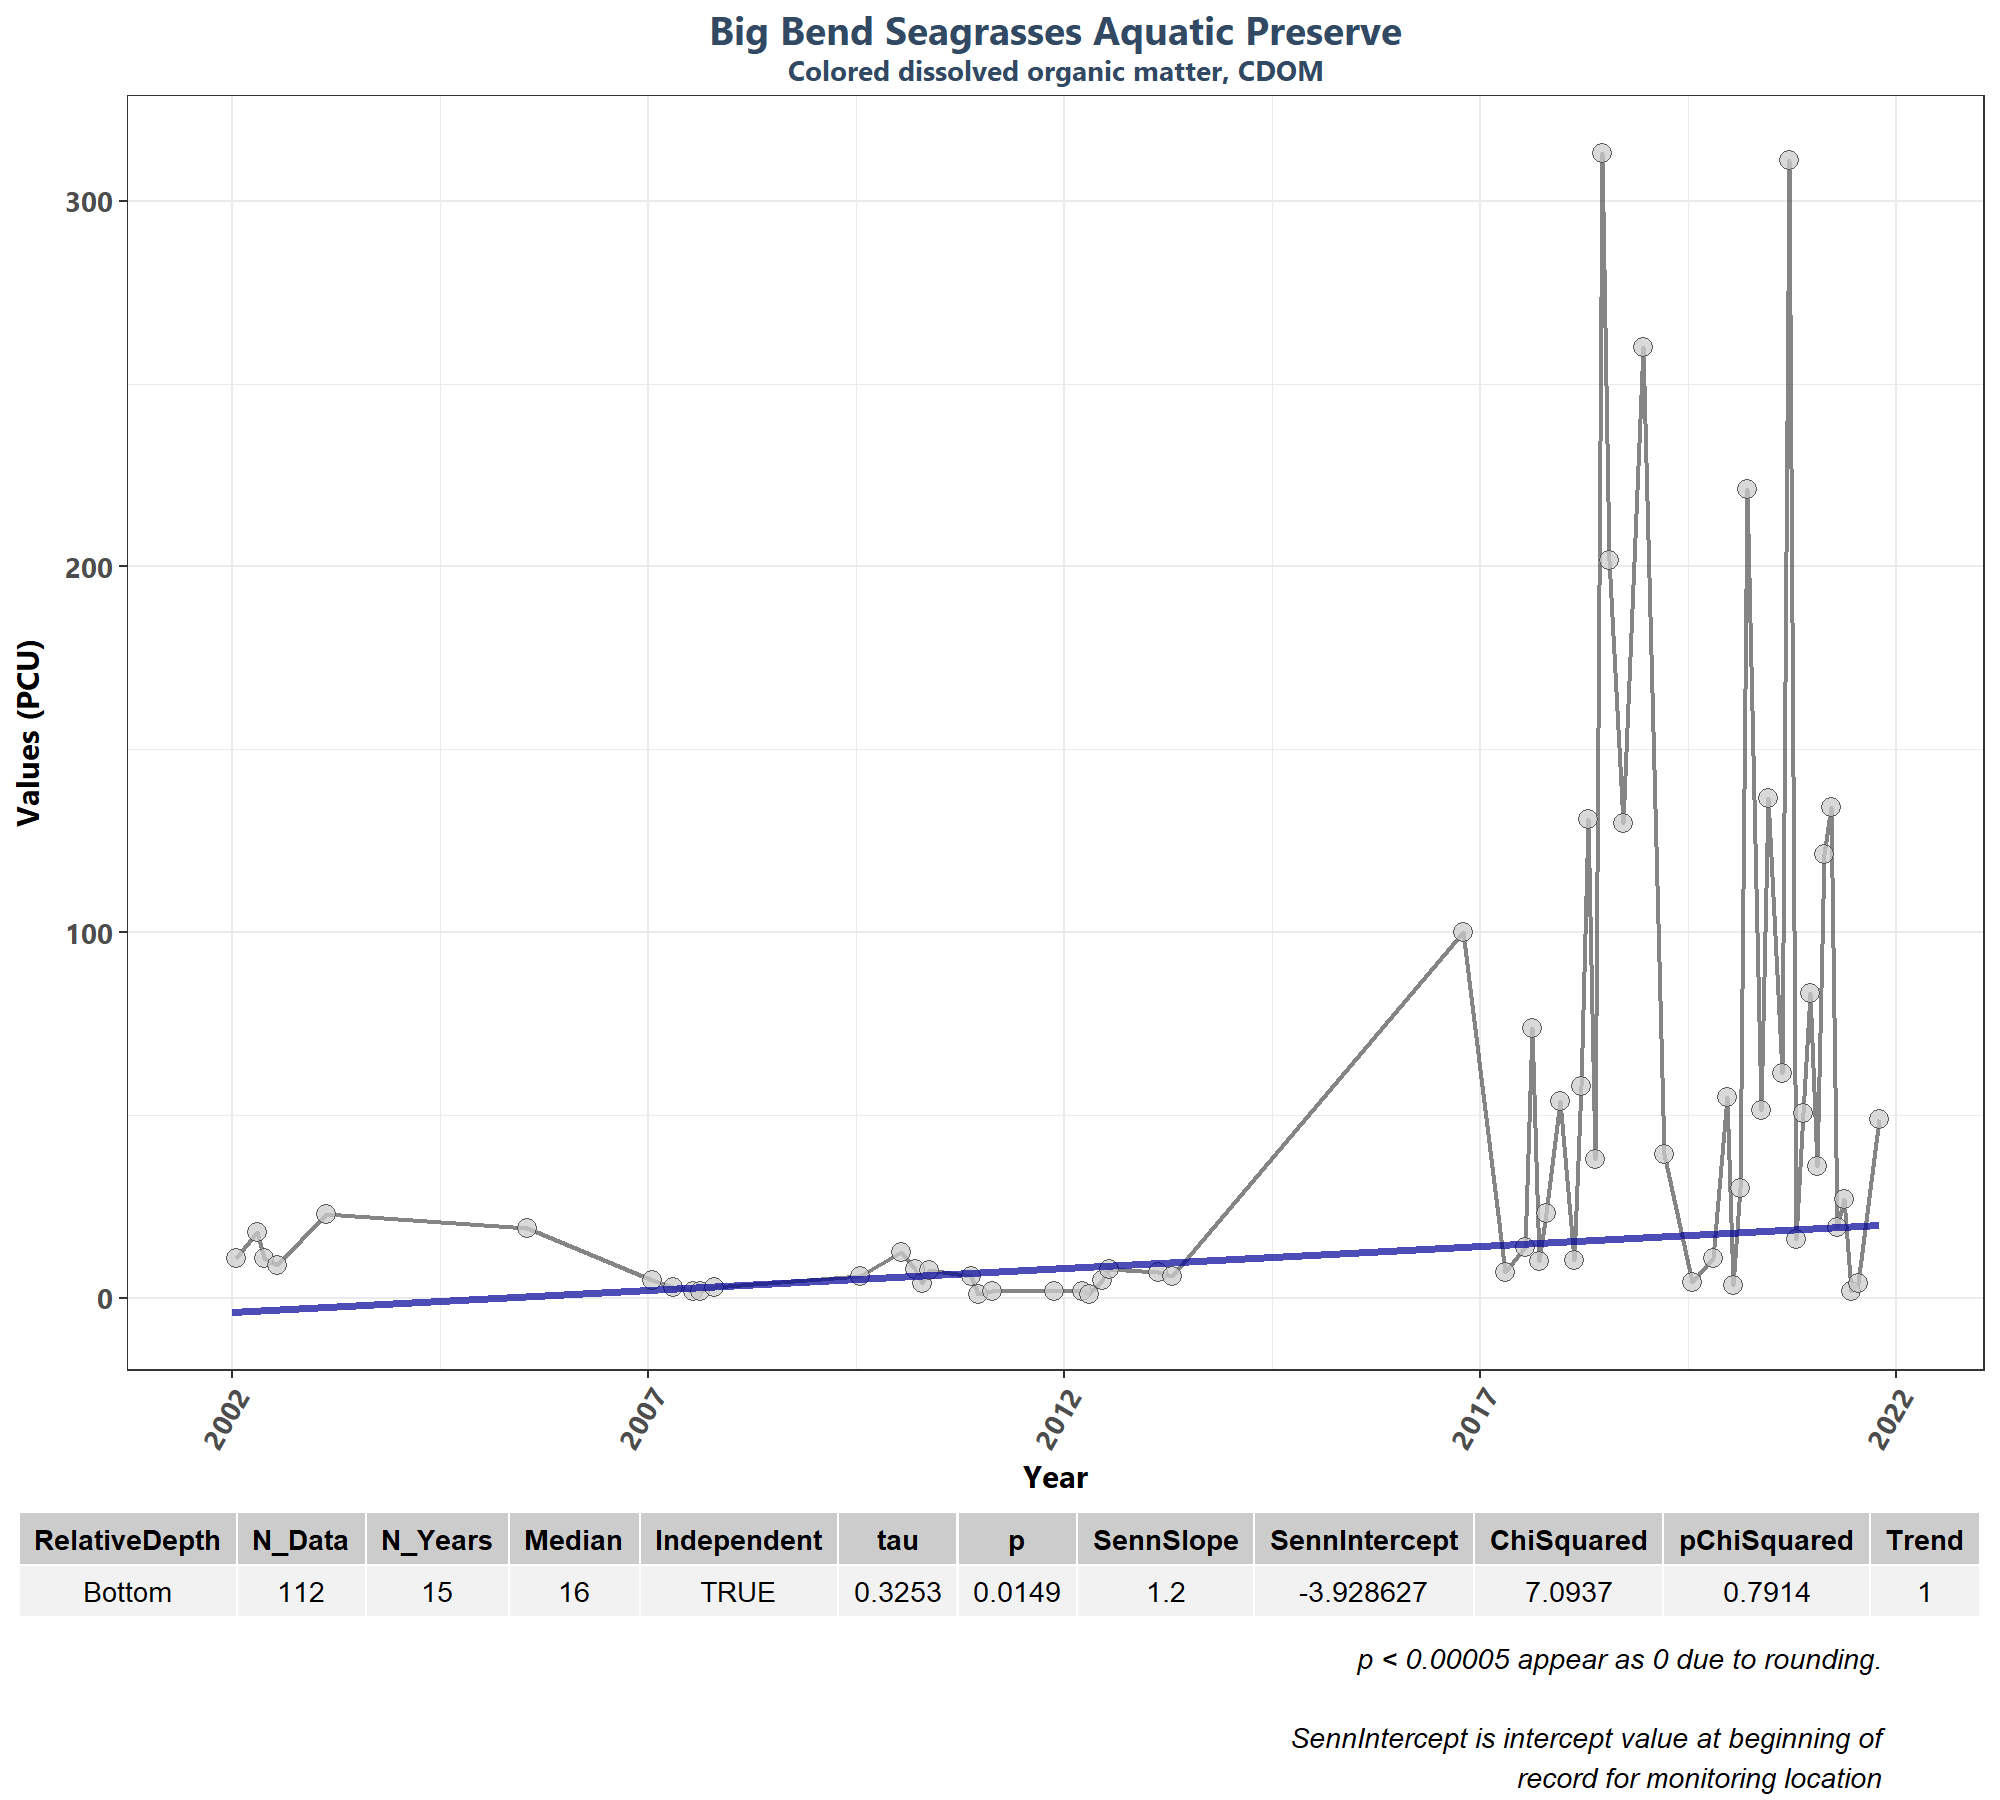 Big Bend Seagrasses Aquatic Preserve
Colored dissolved organic matter, CDOM
Values (PCU)
300
200
100
0
2002 2007 2012 2017 2022
Year
RelativeDepth N_Data N_Years Median Independent tau p SennSlope SennIntercept ChiSquared pChiSquared Trend
Bottom 112 15 16 TRUE 0.3253 0.0149 1.2 -3.928627 7.0937 0.7914 1
p < 0.00005 appear as 0 due to rounding.
SennIntercept is intercept value at beginning of
record for monitoring location